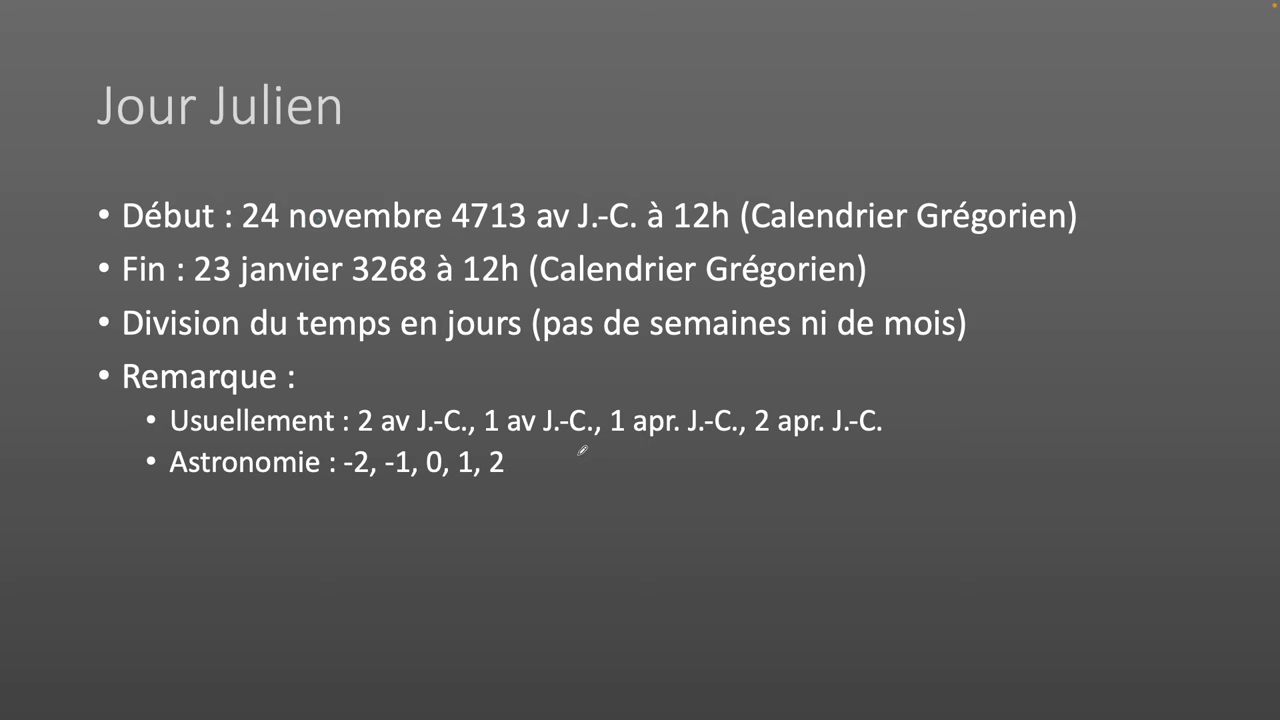 Jour Julien
• Début : 24 novembre 4713 av J.-C. à 12h (Calendrier Grégorien)
• Fin : 23 janvier 3268 à 12h (Calendrier Grégorien)
• Division du temps en jours (pas de semaines ni de mois)
• Remarque :
• Usuellement : 2 av J.-C., 1 av J.-C., 1 apr. J.-C., 2 apr. J.-C.
• Astronomie : -2, -1, 0, 1, 2